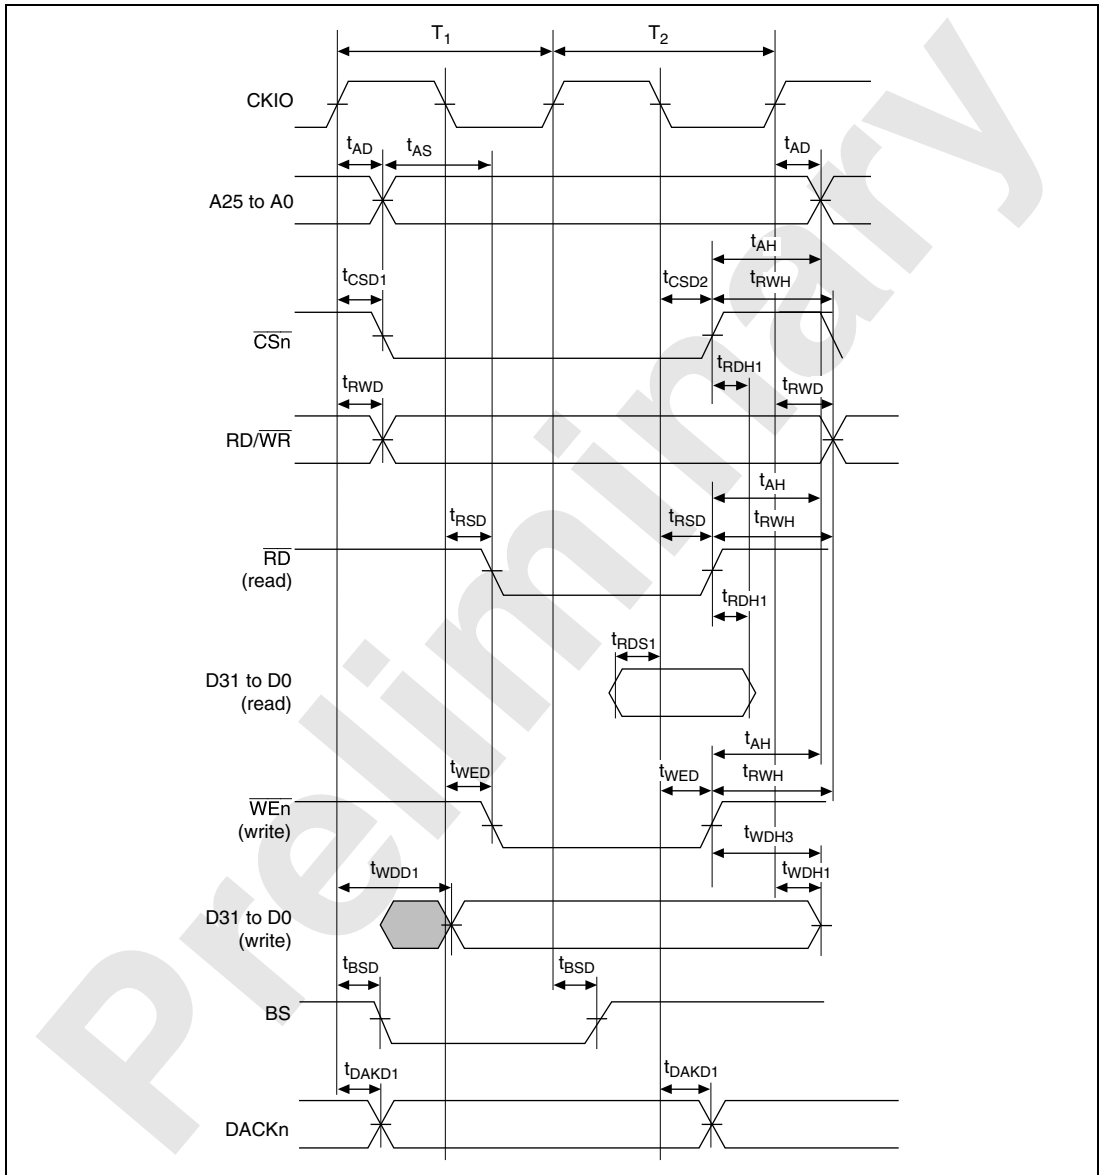 T1 T2
CKIO
tAD tAS tAD
A25 to A0
tAH
tCSD1 tCSD2 tRWH
CSn
tRDH1
tRWD tRWD
RD/WR
tAH
tRSD tRSD tRWH
RD
(read)
tRDH1
tRDS1
D31 to D0
(read)
tAH
tWED tWED tRWH
WEn
(write)
tWDH3
tWDD1 tWDH1
D31 to D0
(write)
tBSD tBSD
BS
tDAKD1 tDAKD1
DACKn
Preliminary